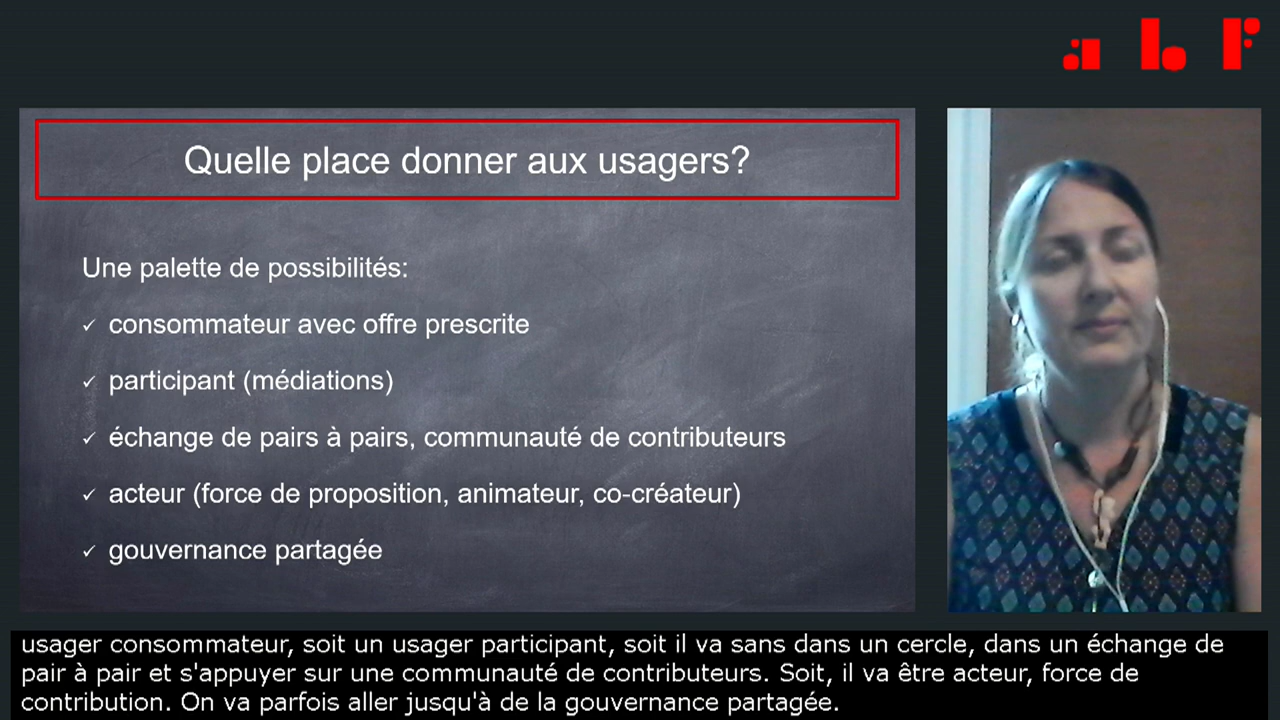 abf
Quelle place donner aux usagers?
Une palette de possibilités:
✓ consommateur avec offre prescrite
✓ participant (médiations)
✓ échange de pairs à pairs, communauté de contributeurs
✓ acteur (force de proposition, animateur, co-créateur)
✓ gouvernance partagée
usager consommateur, soit un usager participant, soit il va sans dans un cercle, dans un échange de
pair à pair et s'appuyer sur une communauté de contributeurs. Soit, il va être acteur, force de
contribution. On va parfois aller jusqu'à de la gouvernance partagée.